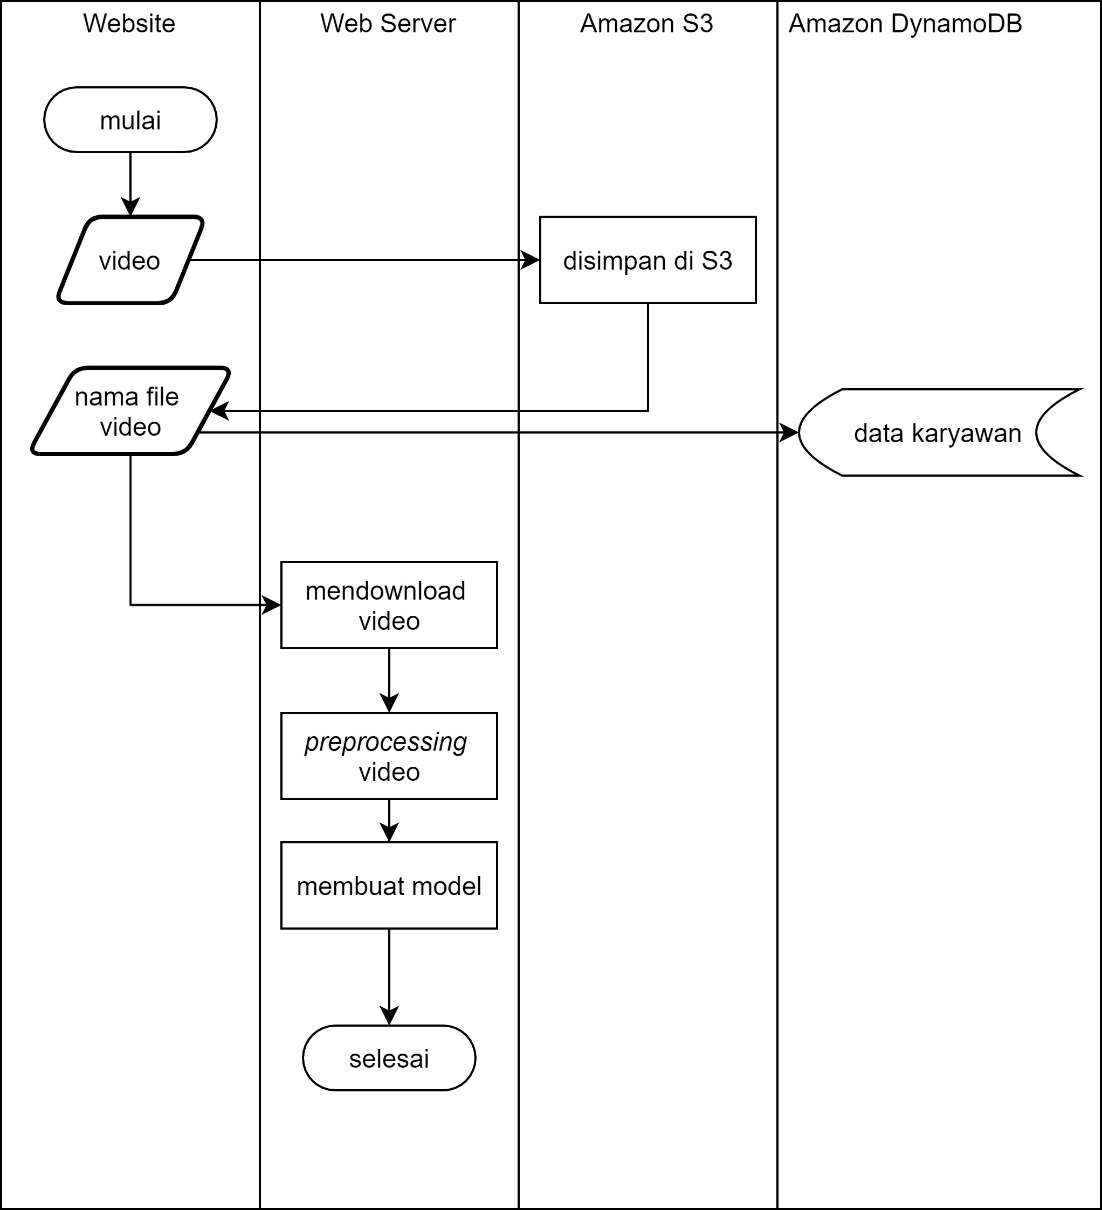 Website
Web Server
Amazon S3
Amazon DynamoDB
mulai
video
disimpan di S3
nama file
video
data karyawan
mendownload
video
preprocessing
video
membuat model
selesai